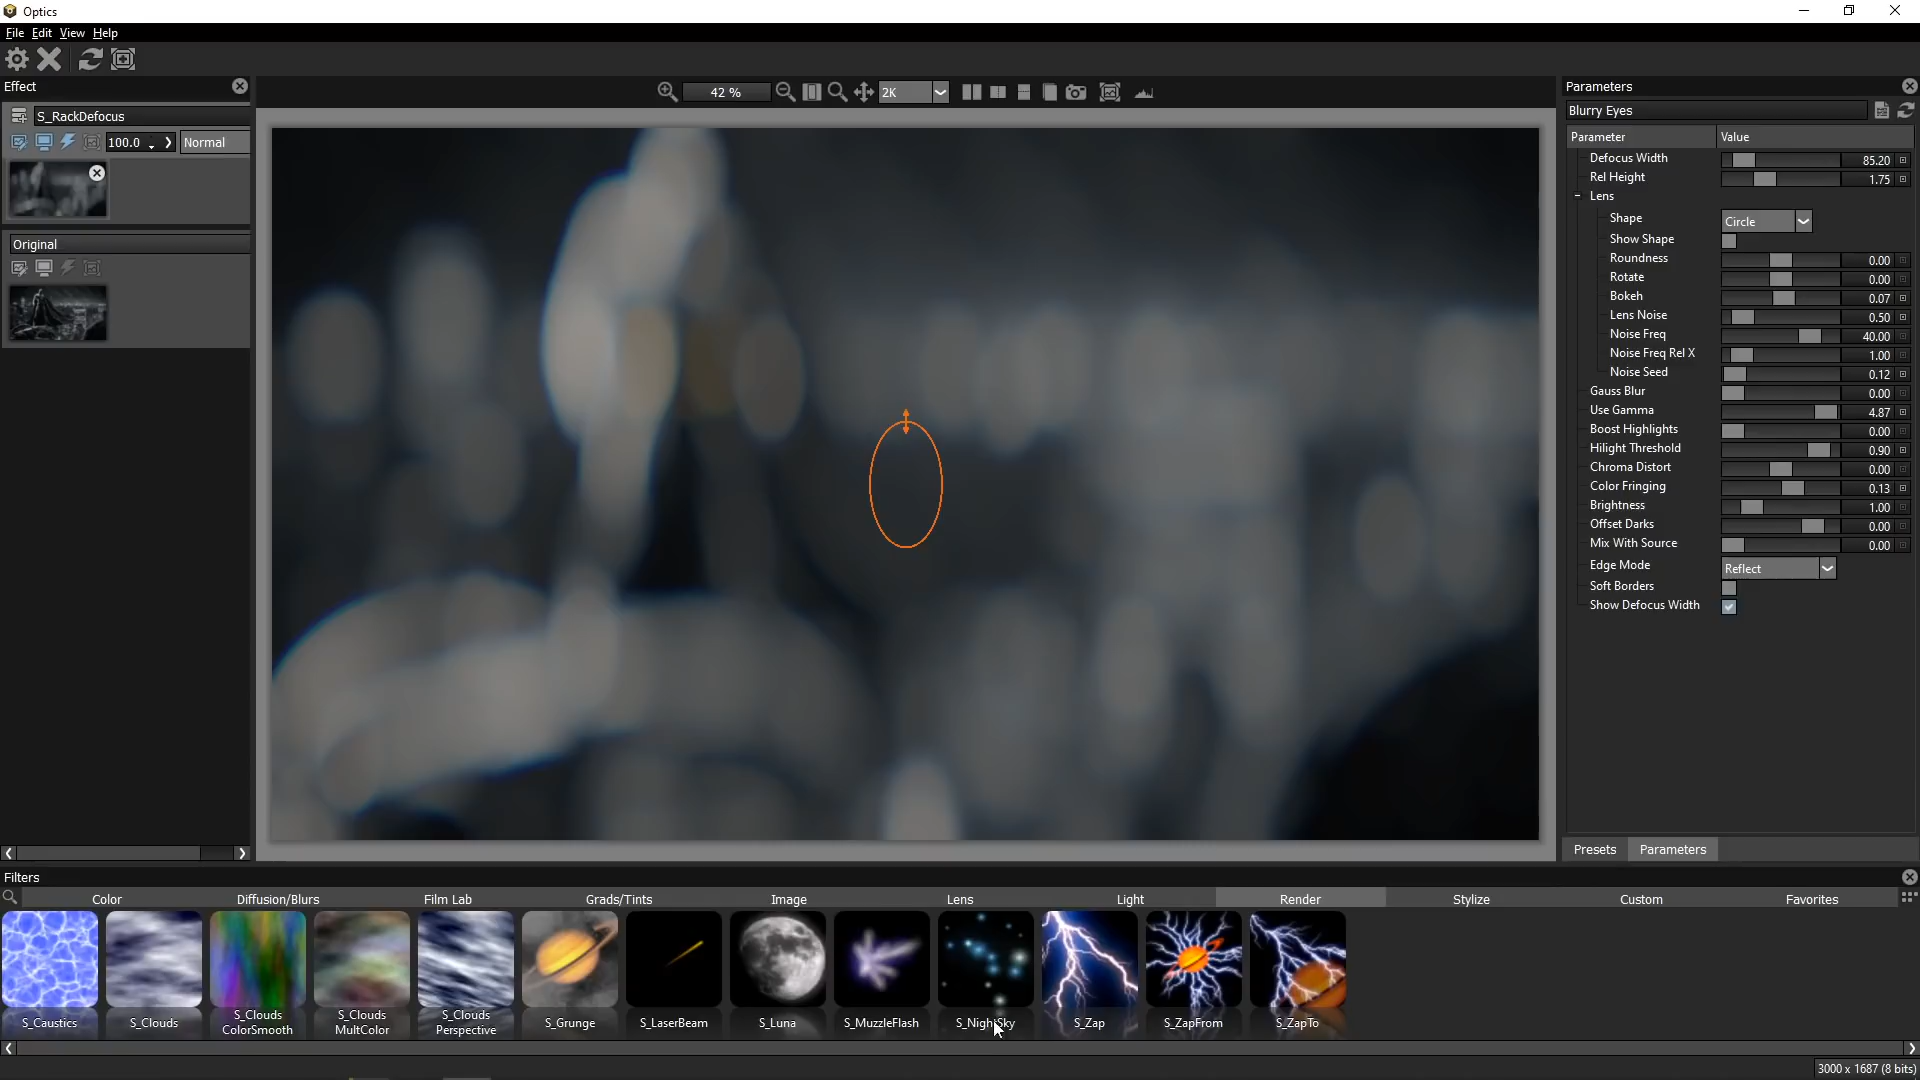 Optics
File Edit View Help
Effect
S_RackDefocus
100.0 Normal
Original
42 % 2K
Parameters
Blurry Eyes
Parameter Value
Defocus Width 85.20
Rel Height 1.75
Lens
Shape Circle
Show Shape
Roundness 0.00
Rotate 0.00
Bokeh 0.07
Lens Noise 0.50
Noise Freq 40.00
Noise Freq Rel X 1.00
Noise Seed 0.12
Gauss Blur 0.00
Use Gamma 4.87
Boost Highlights 0.00
Hilight Threshold 0.90
Chroma Distort 0.00
Color Fringing 0.13
Brightness 1.00
Offset Darks 0.00
Mix With Source 0.00
Edge Mode Reflect
Soft Borders
Show Defocus Width
Presets Parameters
Filters
Color Diffusion/Blurs Film Lab Grads/Tints Image Lens Light Render Stylize Custom Favorites
S_Caustics
S_Clouds
S_Clouds
ColorSmooth
S_Clouds
MultColor
S_Clouds
Perspective
S_Grunge
S_LaserBeam
S_Luna
S_MuzzleFlash
S_NightSky
S_Zap
S_ZapFrom
S_ZapTo
3000 x 1687 (8 bits)